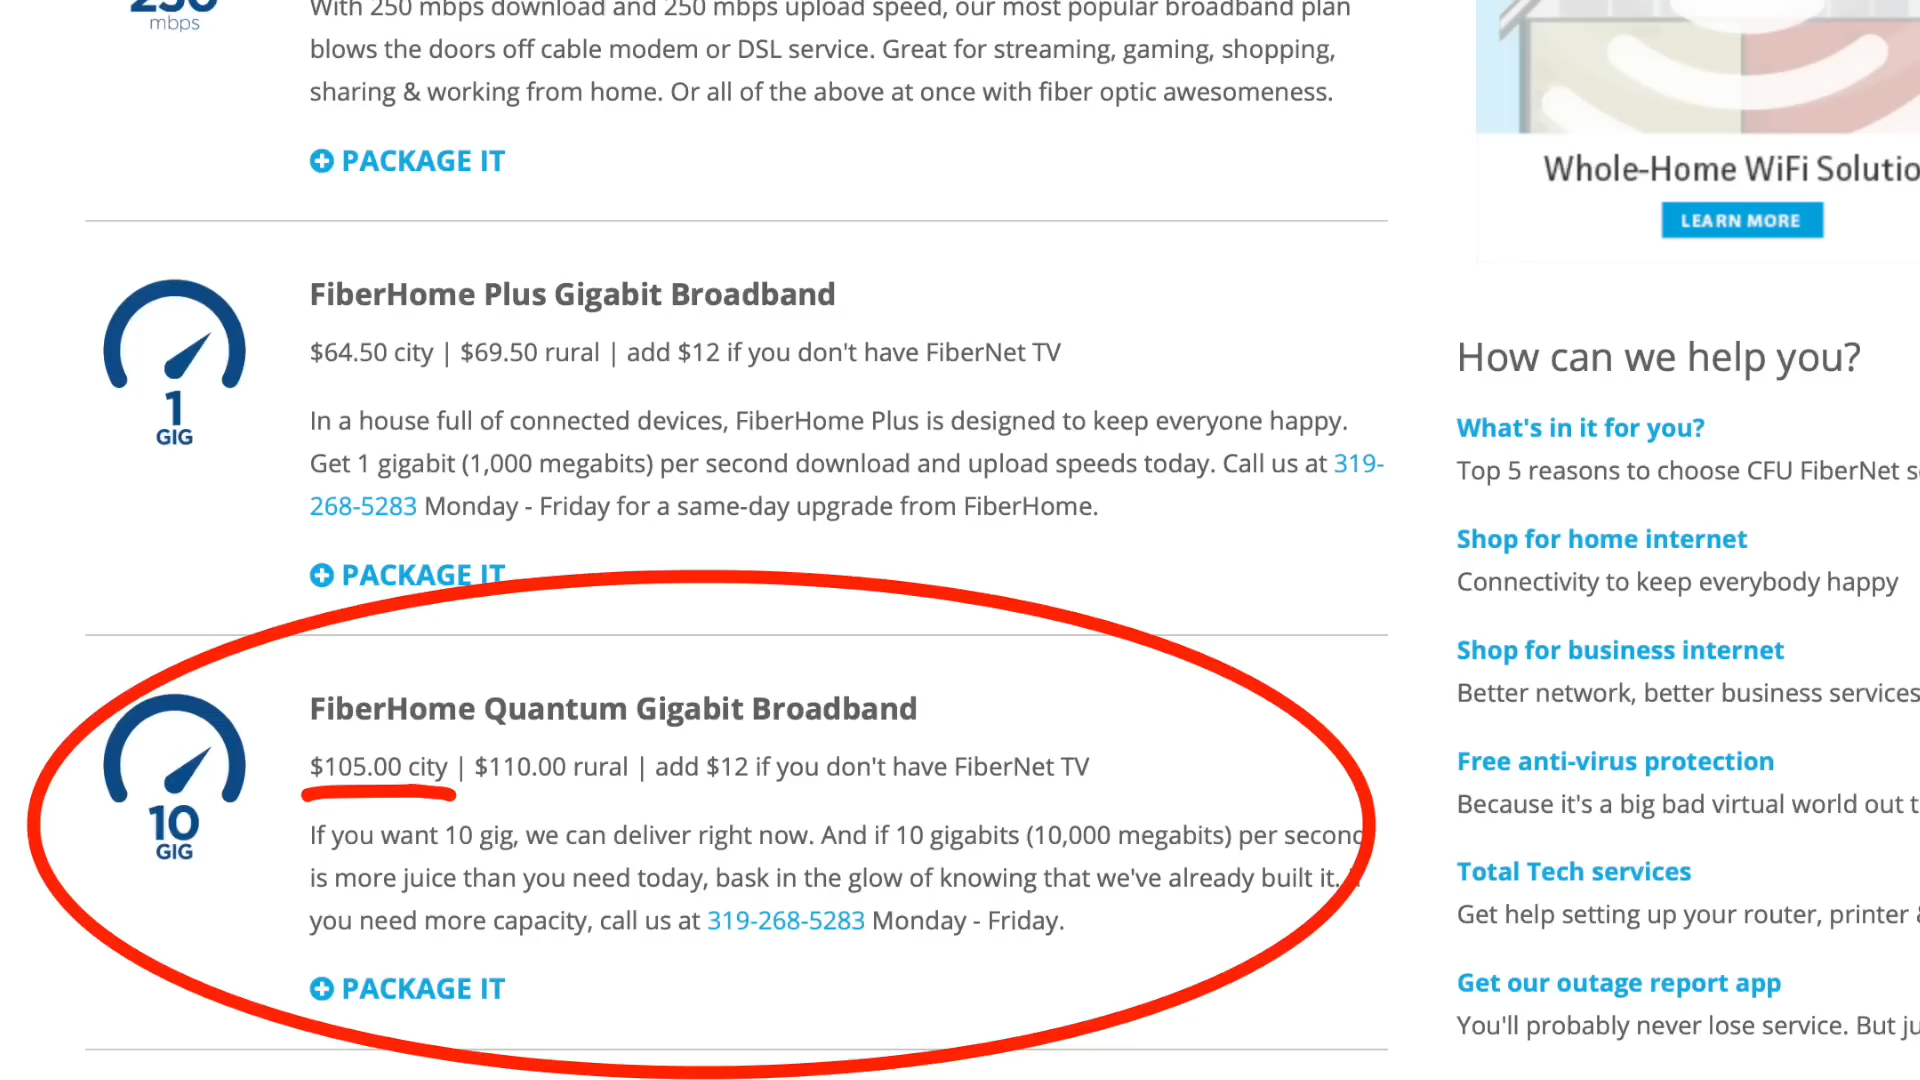 250
mbps
With 250 mbps download and 250 mbps upload speed, our most popular broadband plan
blows the doors off cable modem or DSL service. Great for streaming, gaming, shopping,
sharing & working from home. Or all of the above at once with fiber optic awesomeness.
PACKAGE IT
FiberHome Plus Gigabit Broadband
$64.50 city | $69.50 rural | add $12 if you don't have FiberNet TV
1
GIG
In a house full of connected devices, FiberHome Plus is designed to keep everyone happy.
Get 1 gigabit (1,000 megabits) per second download and upload speeds today. Call us at 319-
268-5283 Monday - Friday for a same-day upgrade from FiberHome.
PACKAGE IT
FiberHome Quantum Gigabit Broadband
$105.00 city | $110.00 rural | add $12 if you don't have FiberNet TV
10
GIG
If you want 10 gig, we can deliver right now. And if 10 gigabits (10,000 megabits) per second
is more juice than you need today, bask in the glow of knowing that we've already built it.
you need more capacity, call us at 319-268-5283 Monday - Friday.
PACKAGE IT
Whole-Home WiFi Solutio
LEARN MORE
How can we help you?
What's in it for you?
Top 5 reasons to choose CFU FiberNet s
Shop for home internet
Connectivity to keep everybody happy
Shop for business internet
Better network, better business services
Free anti-virus protection
Because it's a big bad virtual world out t
Total Tech services
Get help setting up your router, printer &
Get our outage report app
You'll probably never lose service. But ju